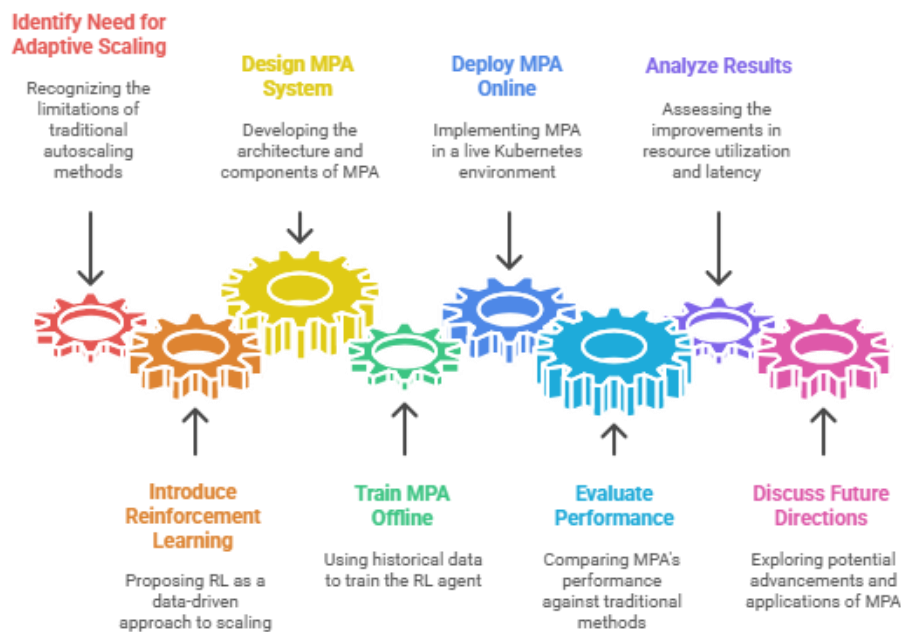 Identify Need for
Adaptive Scaling
Recognizing the
limitations of
traditional
autoscaling
methods
Introduce
Reinforcement
Learning
Proposing RL as a
data-driven
approach to scaling
Design MPA
System
Developing the
architecture and
components of MPA
Train MPA
Offline
Using historical data
to train the RL agent
Deploy MPA
Online
Implementing MPA
in a live Kubernetes
environment
Evaluate
Performance
Comparing MPA's
performance
against traditional
methods
Analyze Results
Assessing the
improvements in
resource utilization
and latency
Discuss Future
Directions
Exploring potential
advancements and
applications of MPA